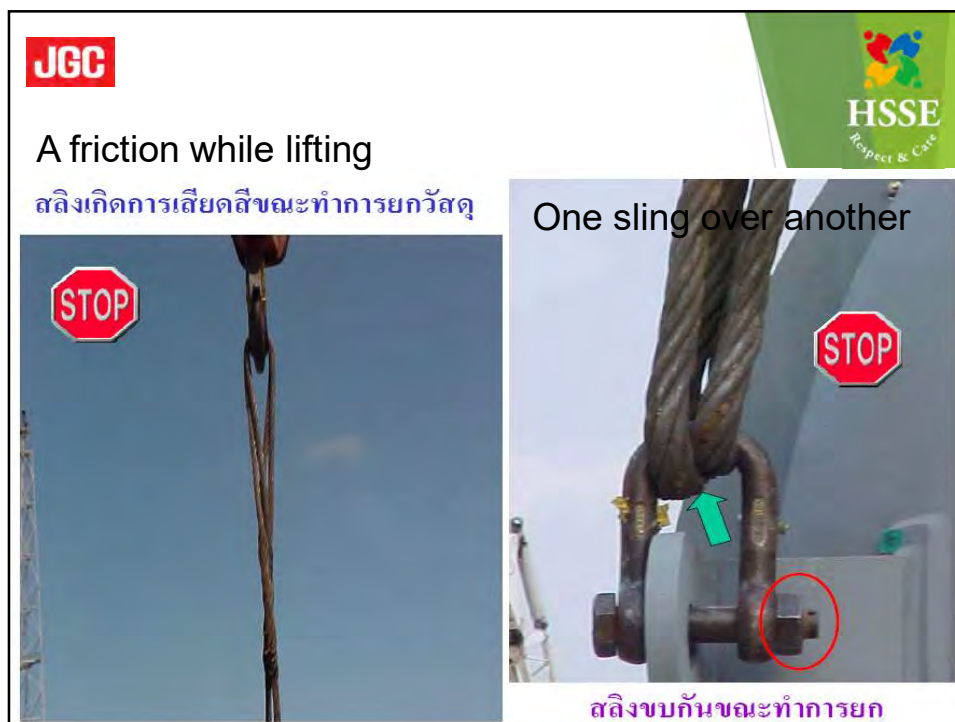 JGC
HSSE
Respect & Care
A friction while lifting
สลิงเกิดการเสียดสีขณะทำการยกวัสดุ
STOP
One sling over another
STOP
สลิงขบกันขณะทำการยก